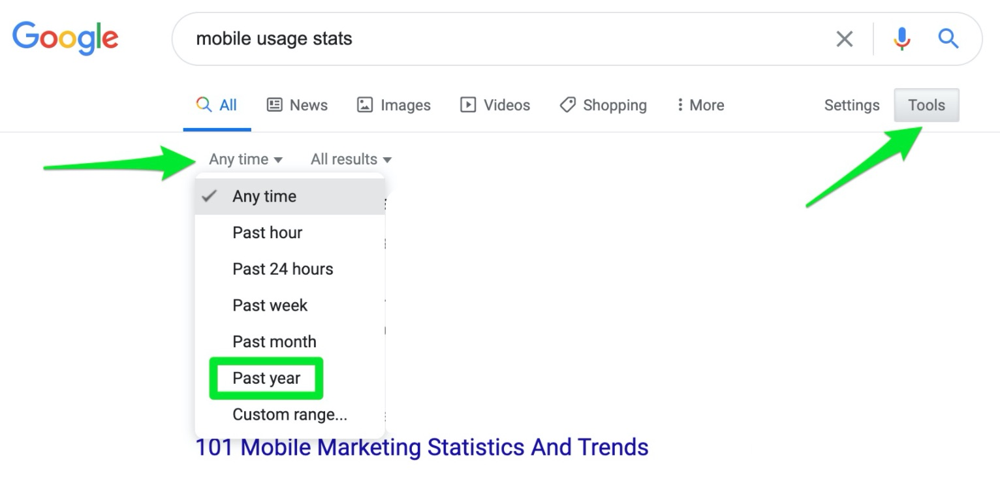 Google
mobile usage stats
All News Images Videos Shopping More Settings Tools
Any time All results
Any time
Past hour
Past 24 hours
Past week
Past month
Past year
Custom range...
101 Mobile Marketing Statistics And Trends